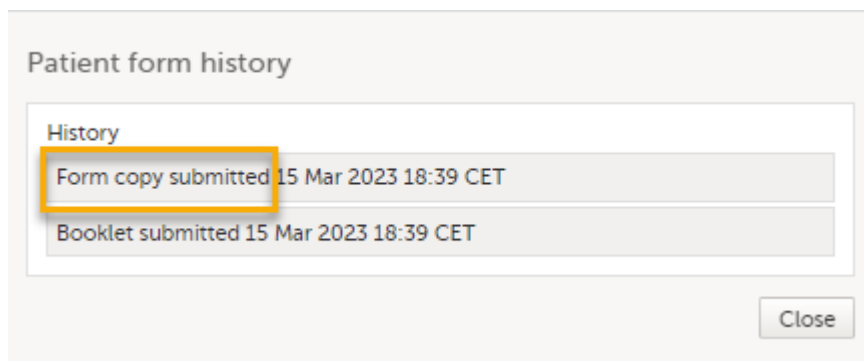 Patient form history
History
Form copy submitted 15 Mar 2023 18:39 CET
Booklet submitted 15 Mar 2023 18:39 CET
Close